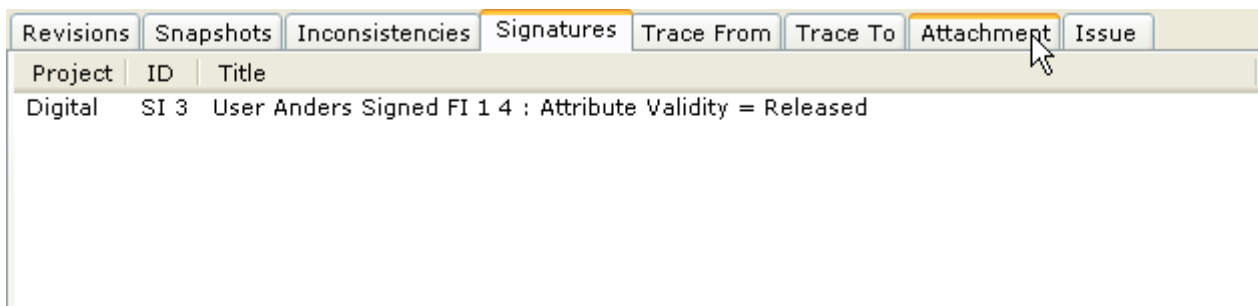 Revisions Snapshots Inconsistencies Signatures Trace From Trace To Attachment Issue
Project ID Title
Digital SI 3 User Anders Signed FI 1 4 : Attribute Validity = Released